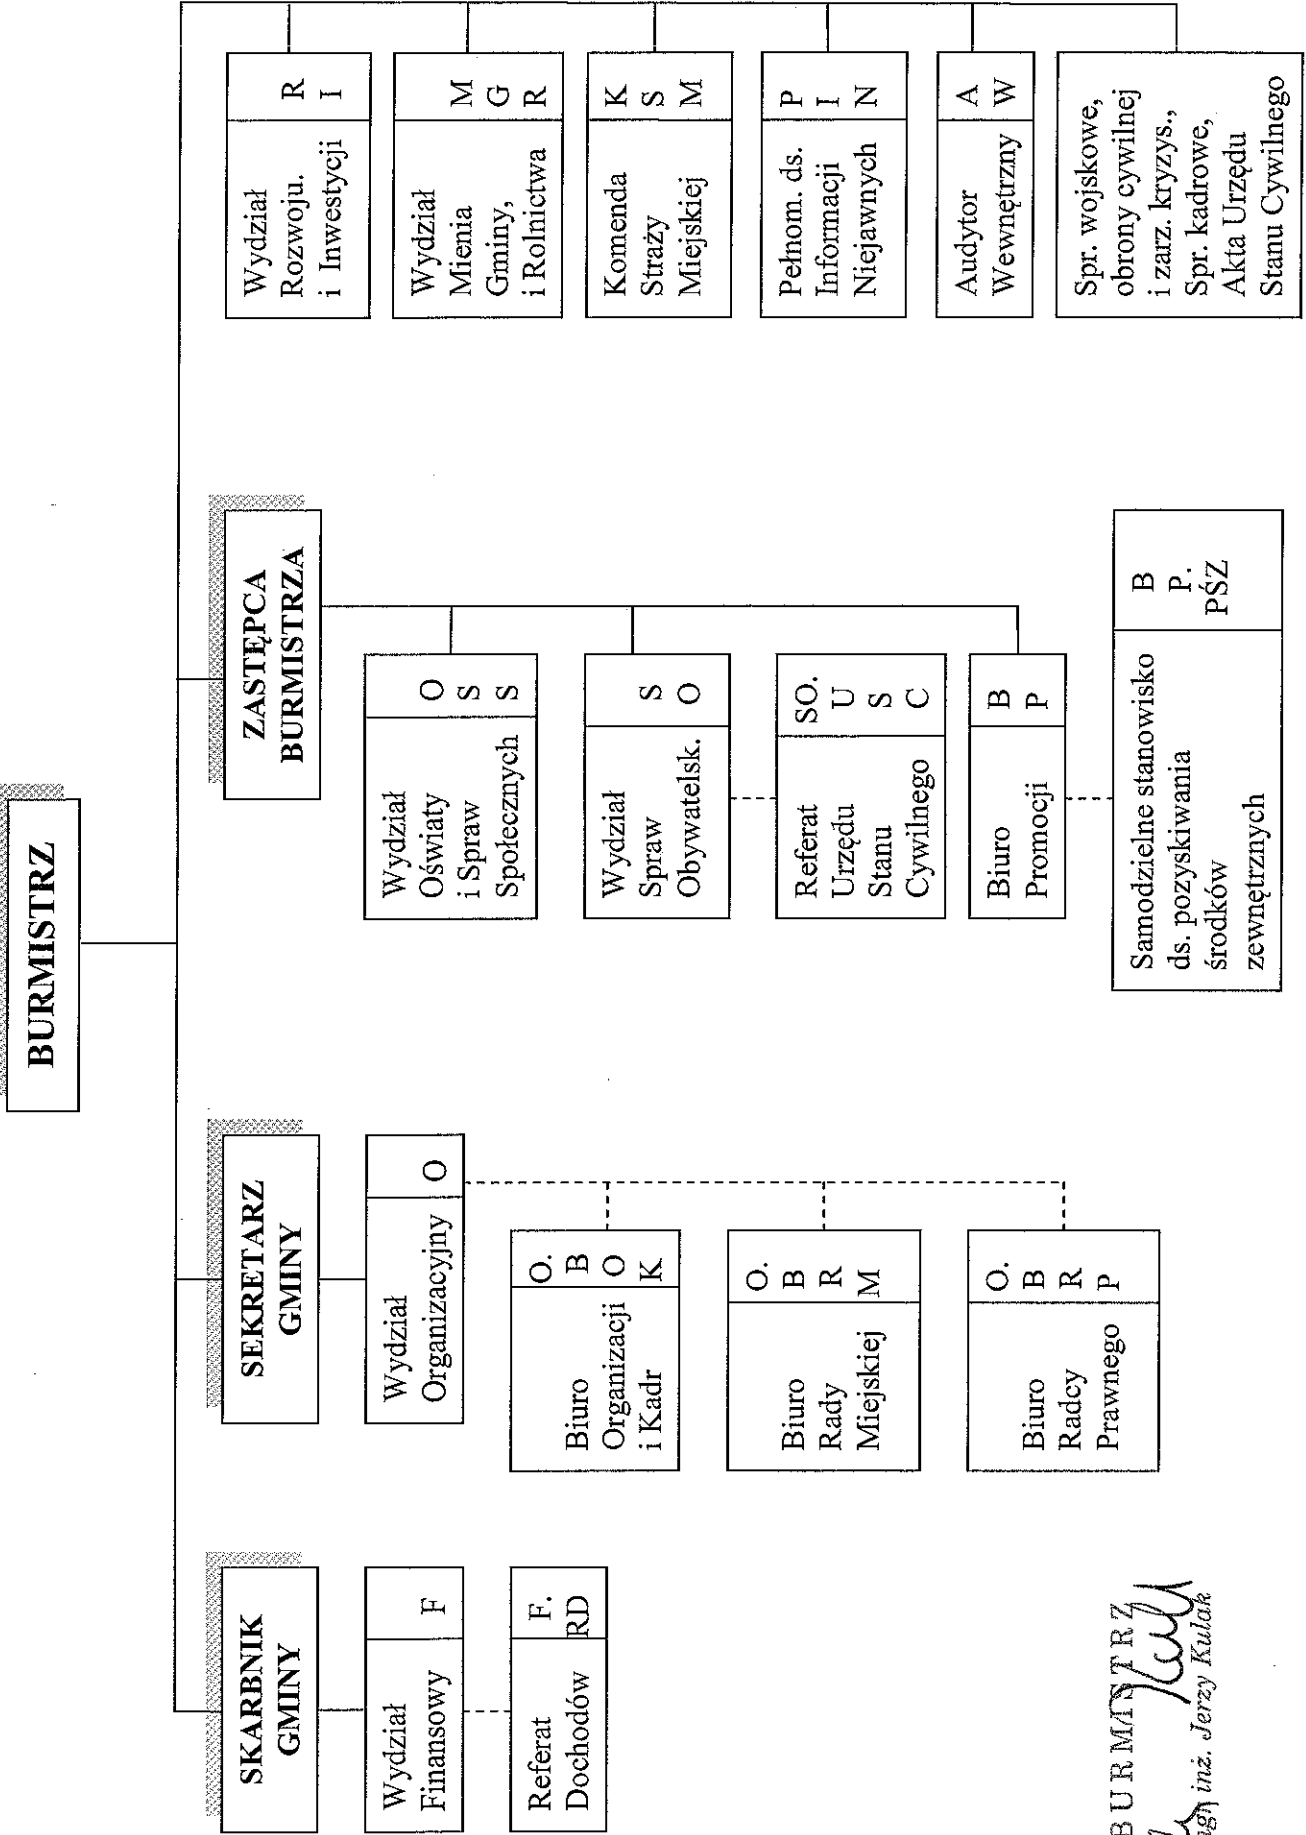 BURMISTRZ
SKARBNIK
GMINY
Wydział
Finansowy
F
Referat
Dochodów
F.
RD
SEKRETARZ
GMINY
Wydział
Organizacyjny
O
Biuro
Organizacji
i Kadr
O.
B
O
K
Biuro
Rady
Miejskiej
O.
B
R
M
Biuro
Radcy
Prawnego
O.
B
R
P
ZASTĘPCA
BURMISTRZA
Wydział
Oświaty
i Spraw
Społecznych
O
S
S
Wydział
Spraw
Obywatelsk.
S
O
Referat
Urzędu
Stanu
Cywilnego
SO.
U
S
C
Biuro
Promocji
B
P
Samodzielne stanowisko
ds. pozyskiwania
środków
zewnętrznych
B
P.
PŚZ
Wydział
Rozwoju.
i Inwestycji
R
I
Wydział
Mienia
Gminy,
i Rolnictwa
M
G
R
Komenda
Straży
Miejskiej
K
S
M
Pełnom. ds.
Informacji
Niejawnych
P
I
N
Audytor
Wewnętrzny
A
W
Spr. wojskowe,
obrony cywilnej
i zarz. kryzys.,
Spr. kadrowe,
Akta Urzędu
Stanu Cywilnego
BURMISTRZ
inż. Jerzy Kulak